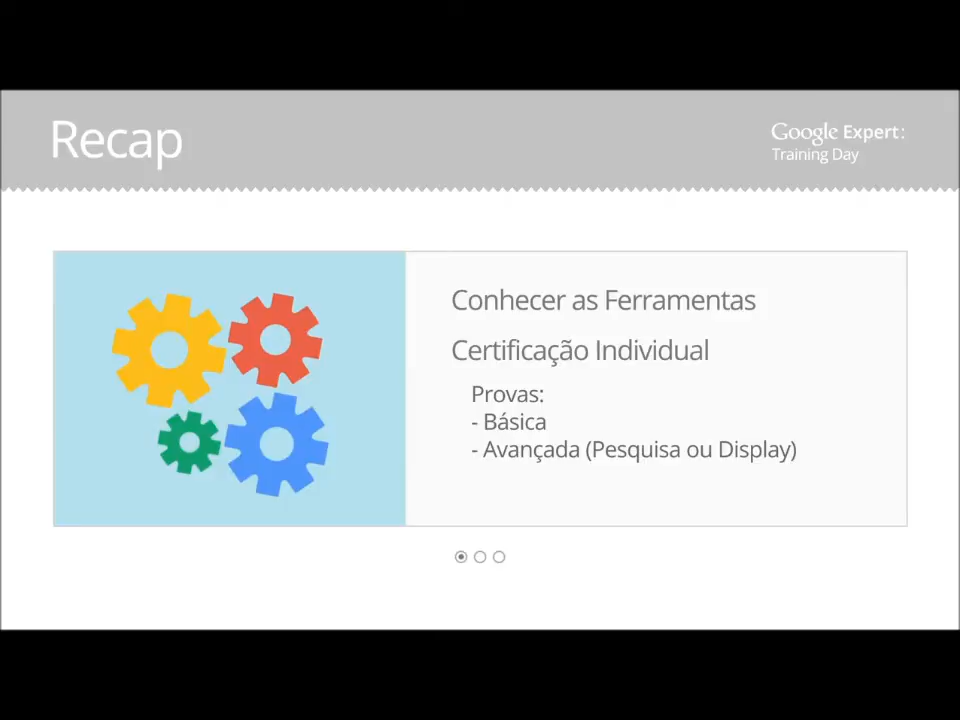 Recap
Google Expert:
Training Day
Conhecer as Ferramentas
Certificação Individual
Provas:
- Básica
- Avançada (Pesquisa ou Display)